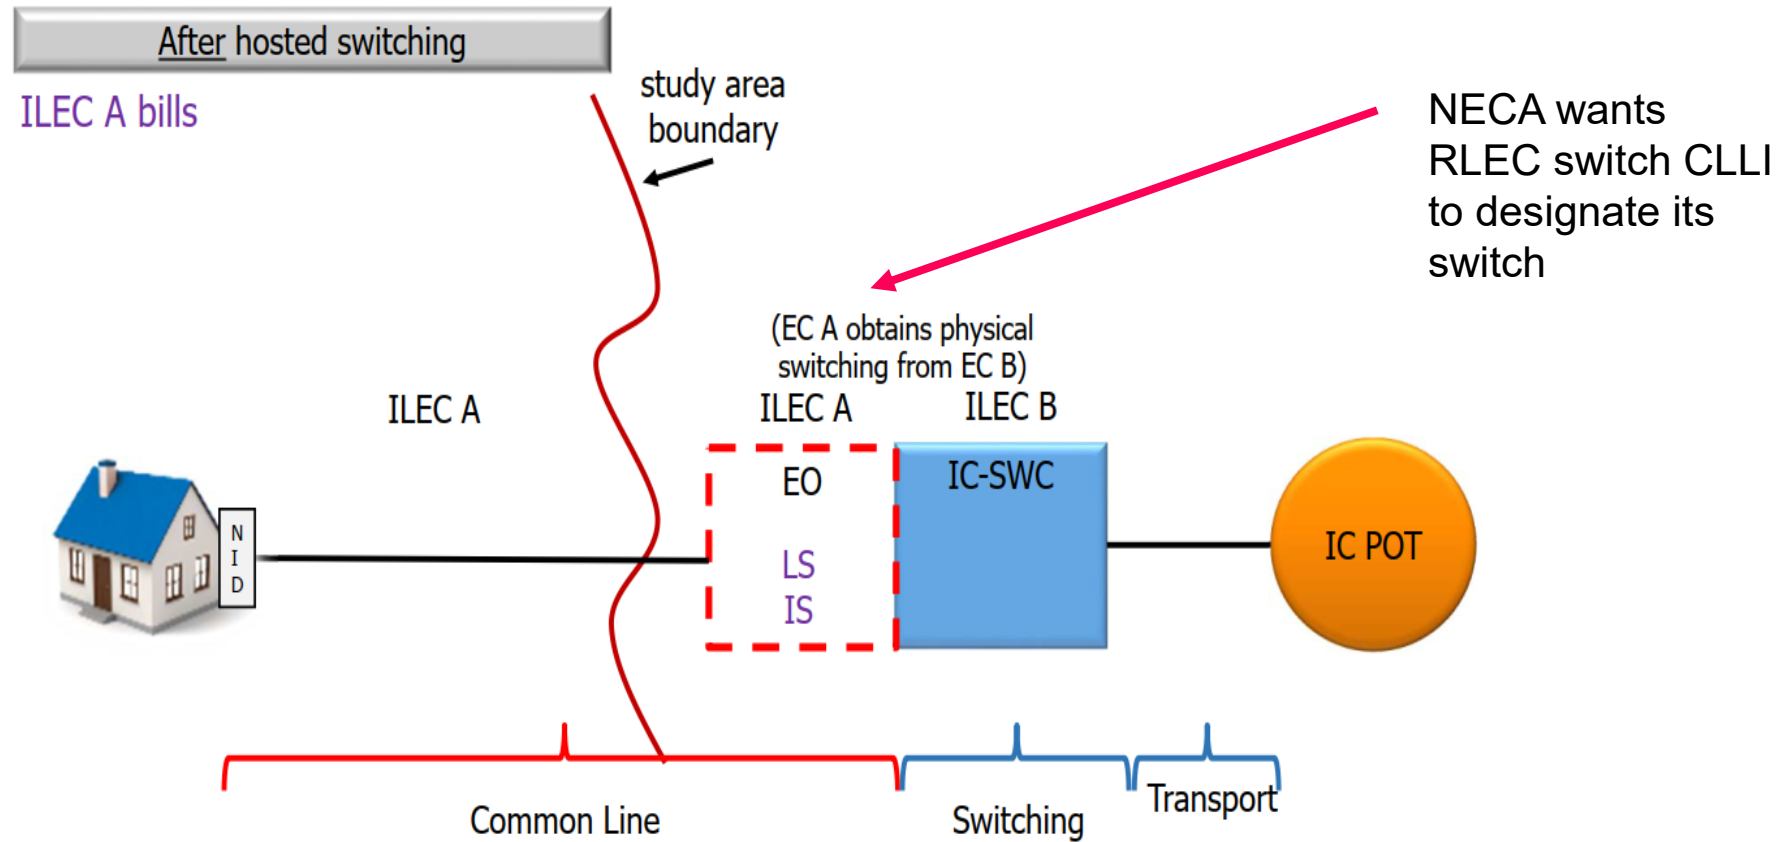 After hosted switching
ILEC A bills
study area
boundary
NECA wants
RLEC switch CLLI
to designate its
switch
(EC A obtains physical
switching from EC B)
ILEC A
ILEC A
ILEC B
N
I
D
EO
LS
IS
IC-SWC
IC POT
Common Line
Switching
Transport